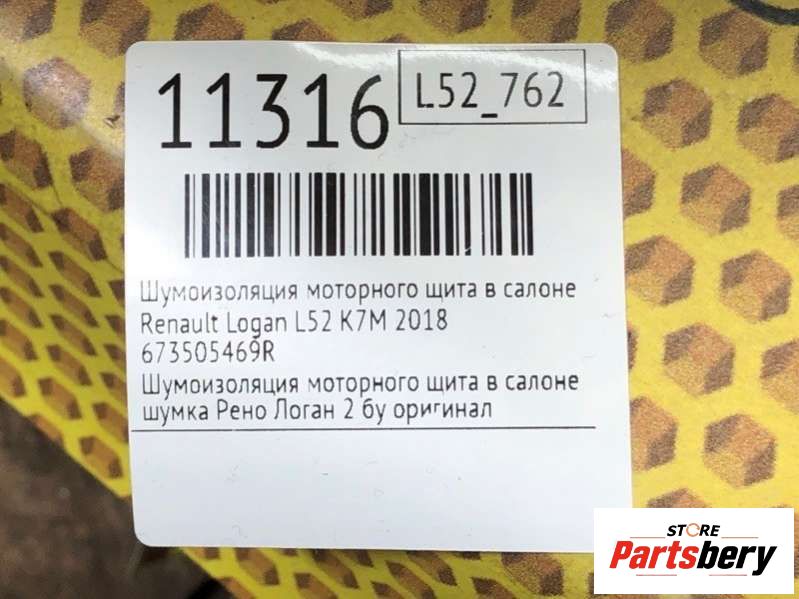 11316
L52_762
Шумоизоляция моторного щита в салоне
Renault Logan L52 K7M 2018
673505469R
Шумоизоляция моторного щита в салоне
шумка Рено Логан 2 бу оригинал
STORE
Partsbery